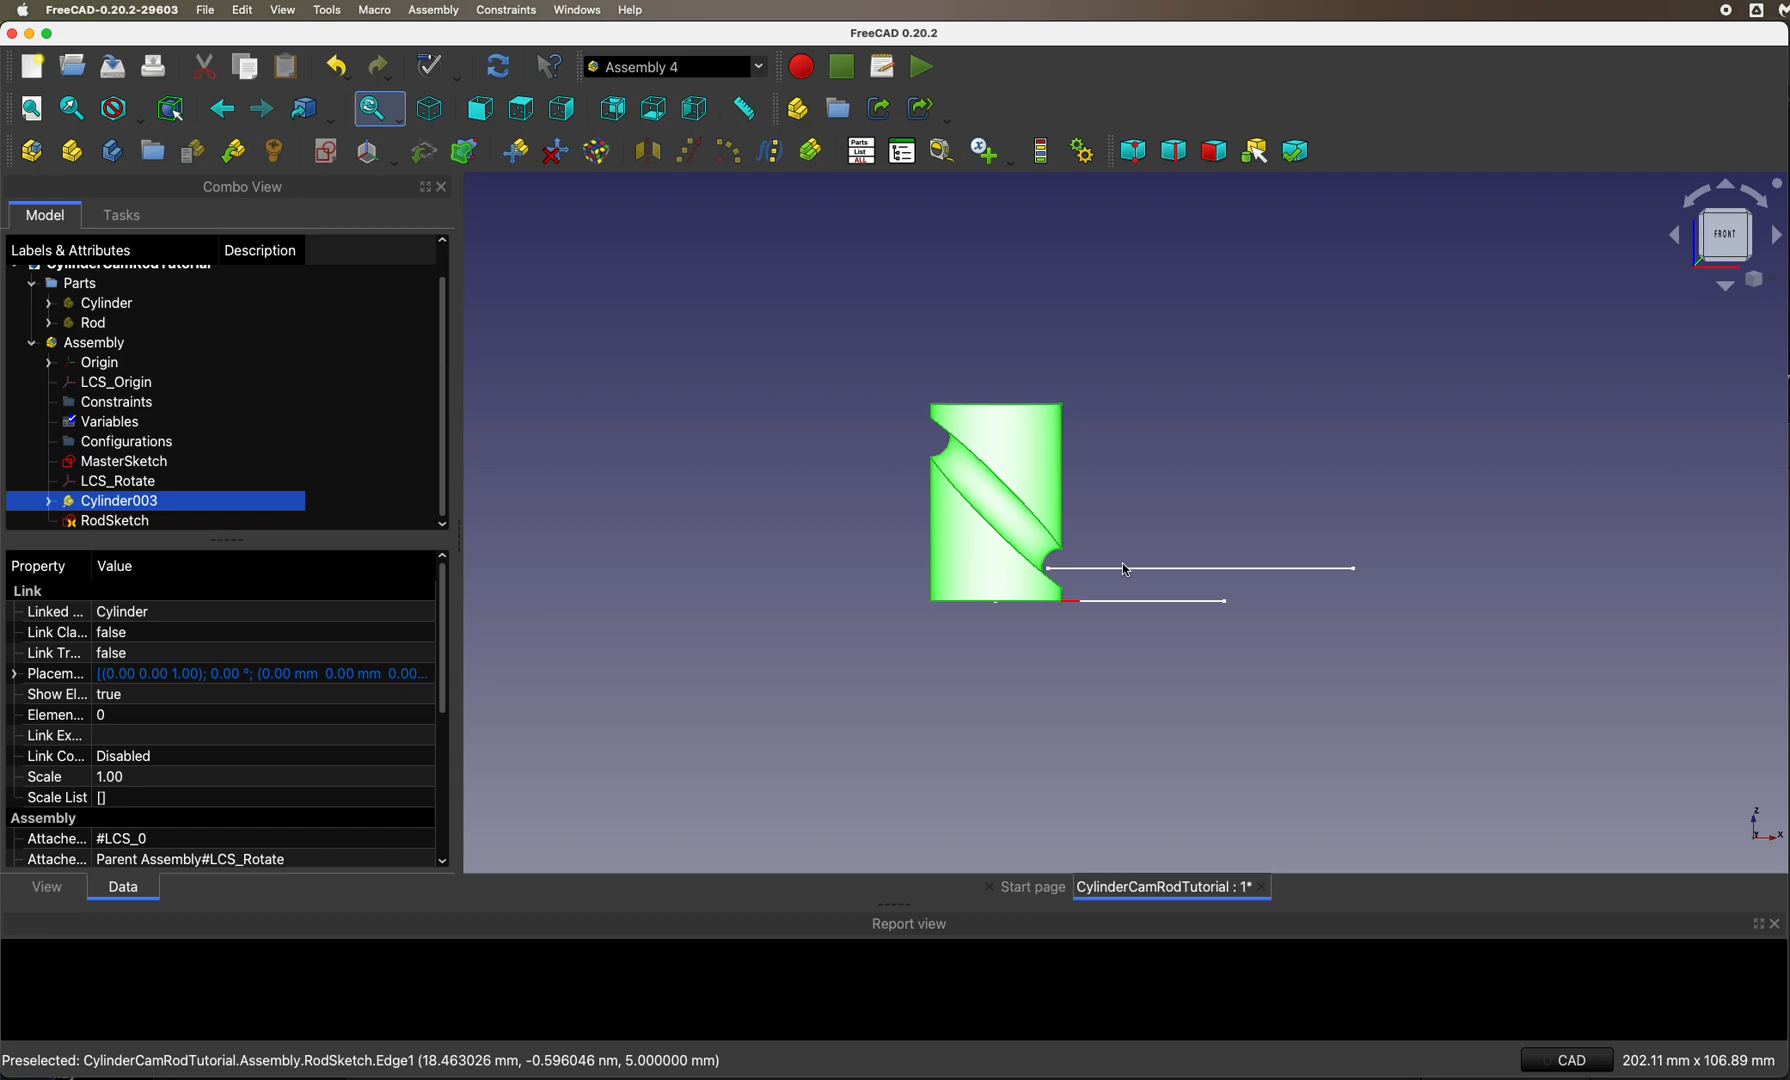 FreeCAD-0.20.2-29603 File Edit View Tools Macro Assembly Constraints Windows Help
FreeCAD 0.20.2
Assembly 4
Parts
List
ALL
Combo View
Model Tasks
Labels & Attributes Description
CylinderCamRodTutorial
Parts
Cylinder
Rod
Assembly
Origin
LCS_Origin
Constraints
Variables
Configurations
MasterSketch
LCS_Rotate
Cylinder003
RodSketch
FRONT
Property Value
Link
Linked ... Cylinder
Link Cla... false
Link Tr... false
Placem... [(0.00 0.00 1.00); 0.00 °; (0.00 mm 0.00 mm 0.00...
Show El... true
Elemen... 0
Link Ex...
Link Co... Disabled
Scale 1.00
Scale List []
Assembly
Attache... #LCS_0
Attache... Parent Assembly#LCS_Rotate
Z
Y X
View Data
Start page CylinderCamRodTutorial : 1*
Report view
Preselected: CylinderCamRodTutorial.Assembly.RodSketch.Edge1 (18.463026 mm, -0.596046 nm, 5.000000 mm)
CAD 202.11 mm x 106.89 mm